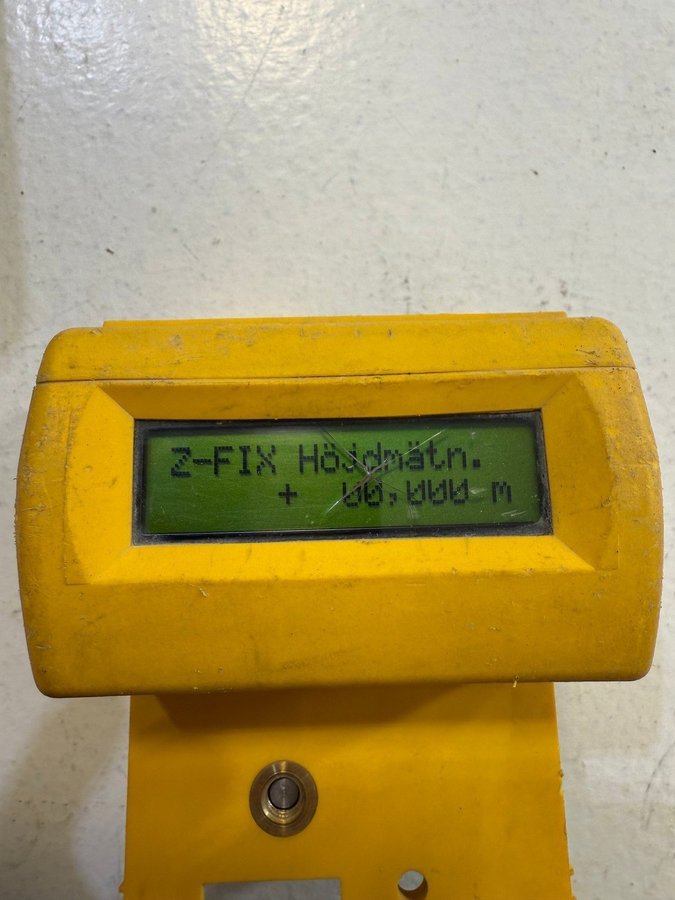 Z-FIX Höjdmätn.
+ 00,000 m